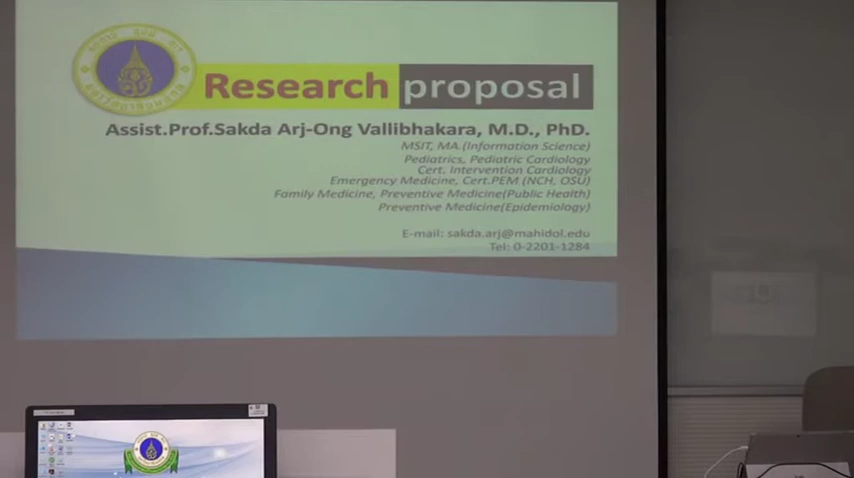 Research proposal
Assist.Prof.Sakda Arj-Ong Vallibhakara, M.D., PhD.
MSIT, MA.(Information Science)
Pediatrics, Pediatric Cardiology
Cert. Intervention Cardiology
Emergency Medicine, Cert.PEM (NCH, OSU)
Family Medicine, Preventive Medicine(Public Health)
Preventive Medicine(Epidemiology)
E-mail: sakda.arj@mahidol.edu
Tel: 0-2201-1284